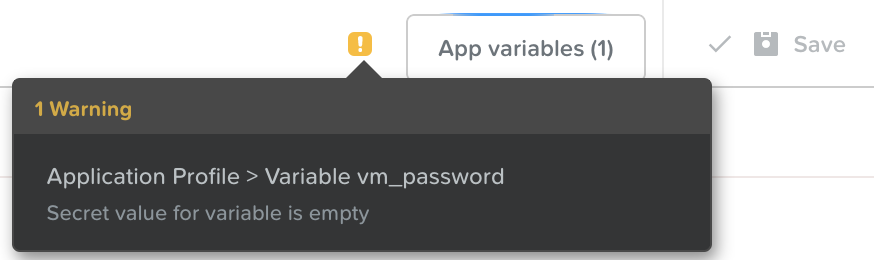 App variables (1)
Save
1 Warning
Application Profile > Variable vm_password
Secret value for variable is empty